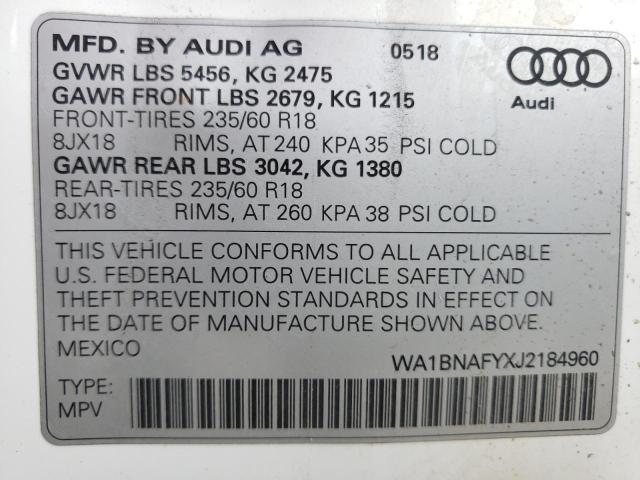 MFD. BY AUDI AG 0518
GVWR LBS 5456, KG 2475
GAWR FRONT LBS 2679, KG 1215
Audi
FRONT-TIRES 235/60 R18
8JX18 RIMS, AT 240 KPA 35 PSI COLD
GAWR REAR LBS 3042, KG 1380
REAR-TIRES 235/60 R18
8JX18 RIMS, AT 260 KPA 38 PSI COLD
THIS VEHICLE CONFORMS TO ALL APPLICABLE
U.S. FEDERAL MOTOR VEHICLE SAFETY AND
THEFT PREVENTION STANDARDS IN EFFECT ON
THE DATE OF MANUFACTURE SHOWN ABOVE.
MEXICO WA1BNAFYXJ2184960
TYPE:
MPV